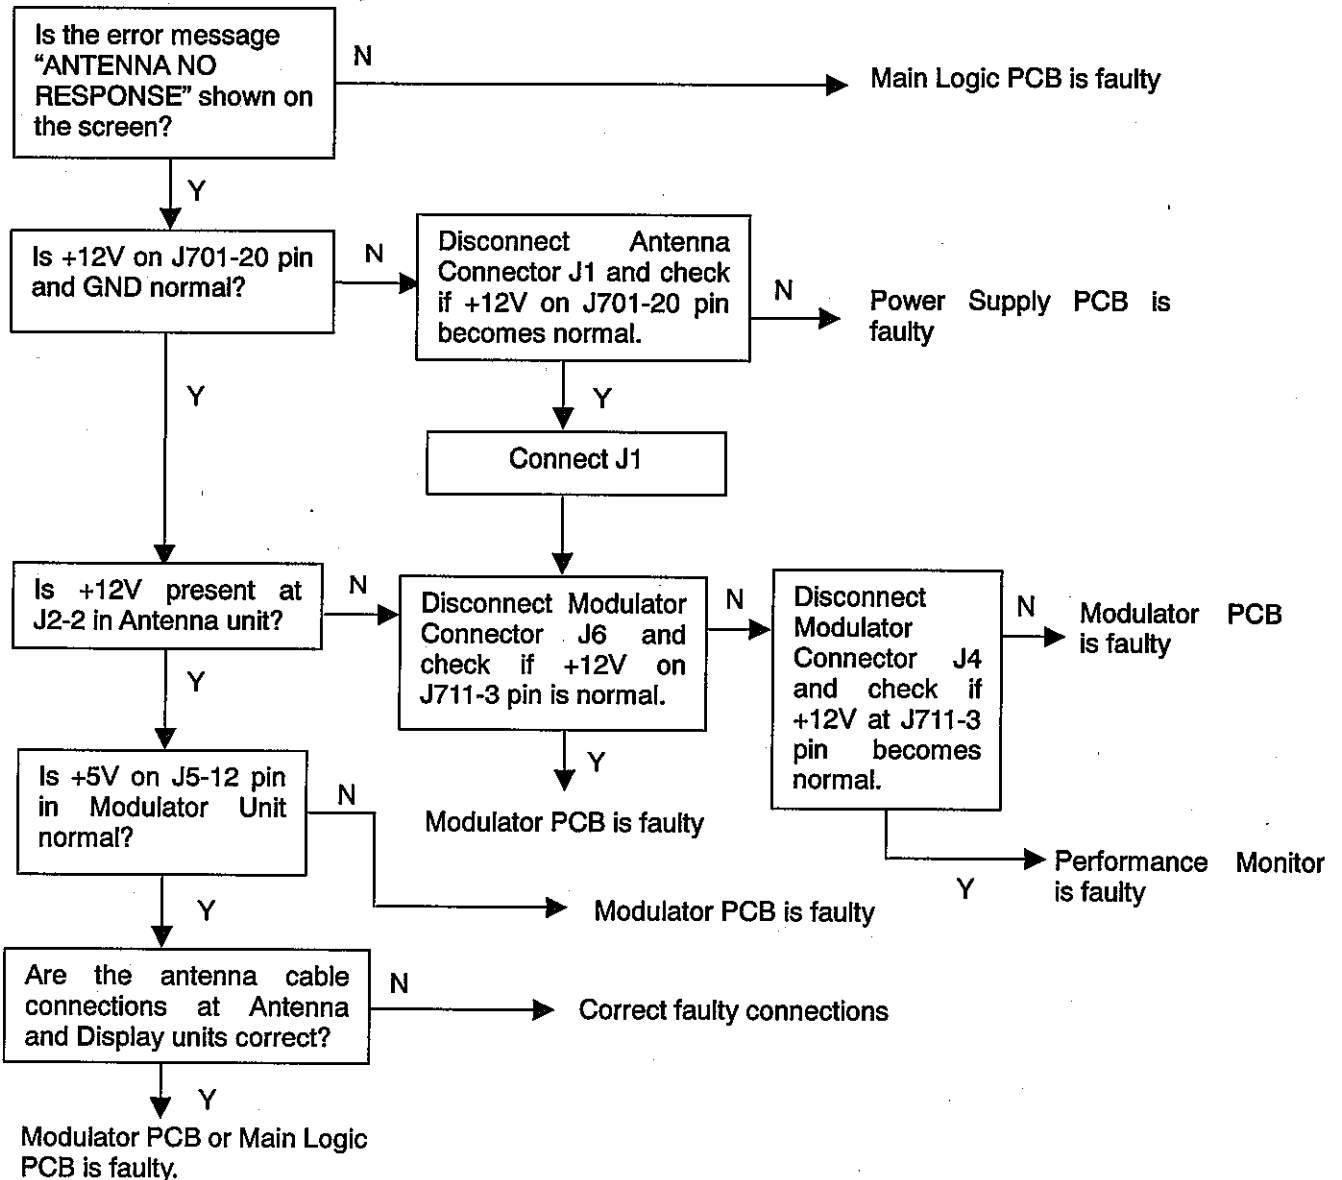 Is the error message
“ANTENNA NO
RESPONSE” shown on
the screen?
N
Main Logic PCB is faulty
Y
Is +12V on J701-20 pin
and GND normal?
N
Disconnect Antenna
Connector J1 and check
if +12V on J701-20 pin
becomes normal.
N
Power Supply PCB is
faulty
Y
Y
Connect J1
Is +12V present at
J2-2 in Antenna unit?
N
Disconnect Modulator
Connector J6 and
check if +12V on
J711-3 pin is normal.
N
Disconnect
Modulator
Connector J4
and check if
+12V at J711-3
pin becomes
normal.
N
Modulator PCB
is faulty
Y
Y
Modulator PCB is faulty
Y
Performance Monitor
is faulty
Is +5V on J5-12 pin
in Modulator Unit
normal?
N
Modulator PCB is faulty
Y
Are the antenna cable
connections at Antenna
and Display units correct?
N
Correct faulty connections
Y
Modulator PCB or Main Logic
PCB is faulty.